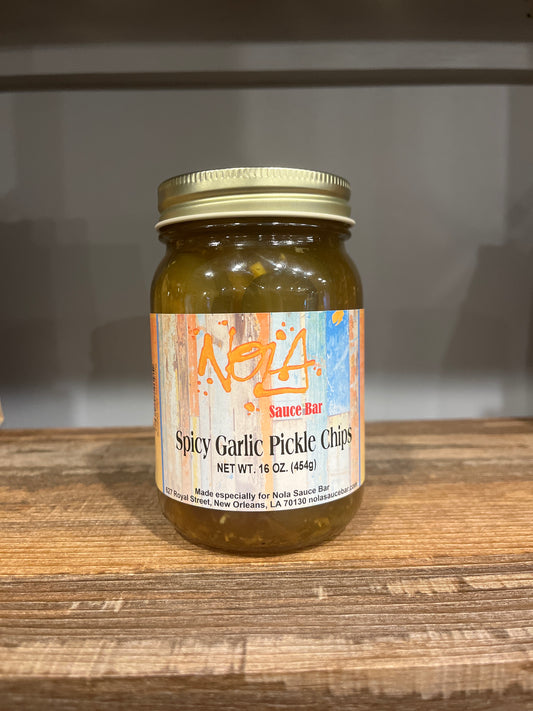 NOLA
Sauce Bar
Spicy Garlic Pickle Chips
NET WT. 16 OZ. (454g)
Made especially for Nola Sauce Bar
627 Royal Street, New Orleans, LA 70130 nolasaucebar.com